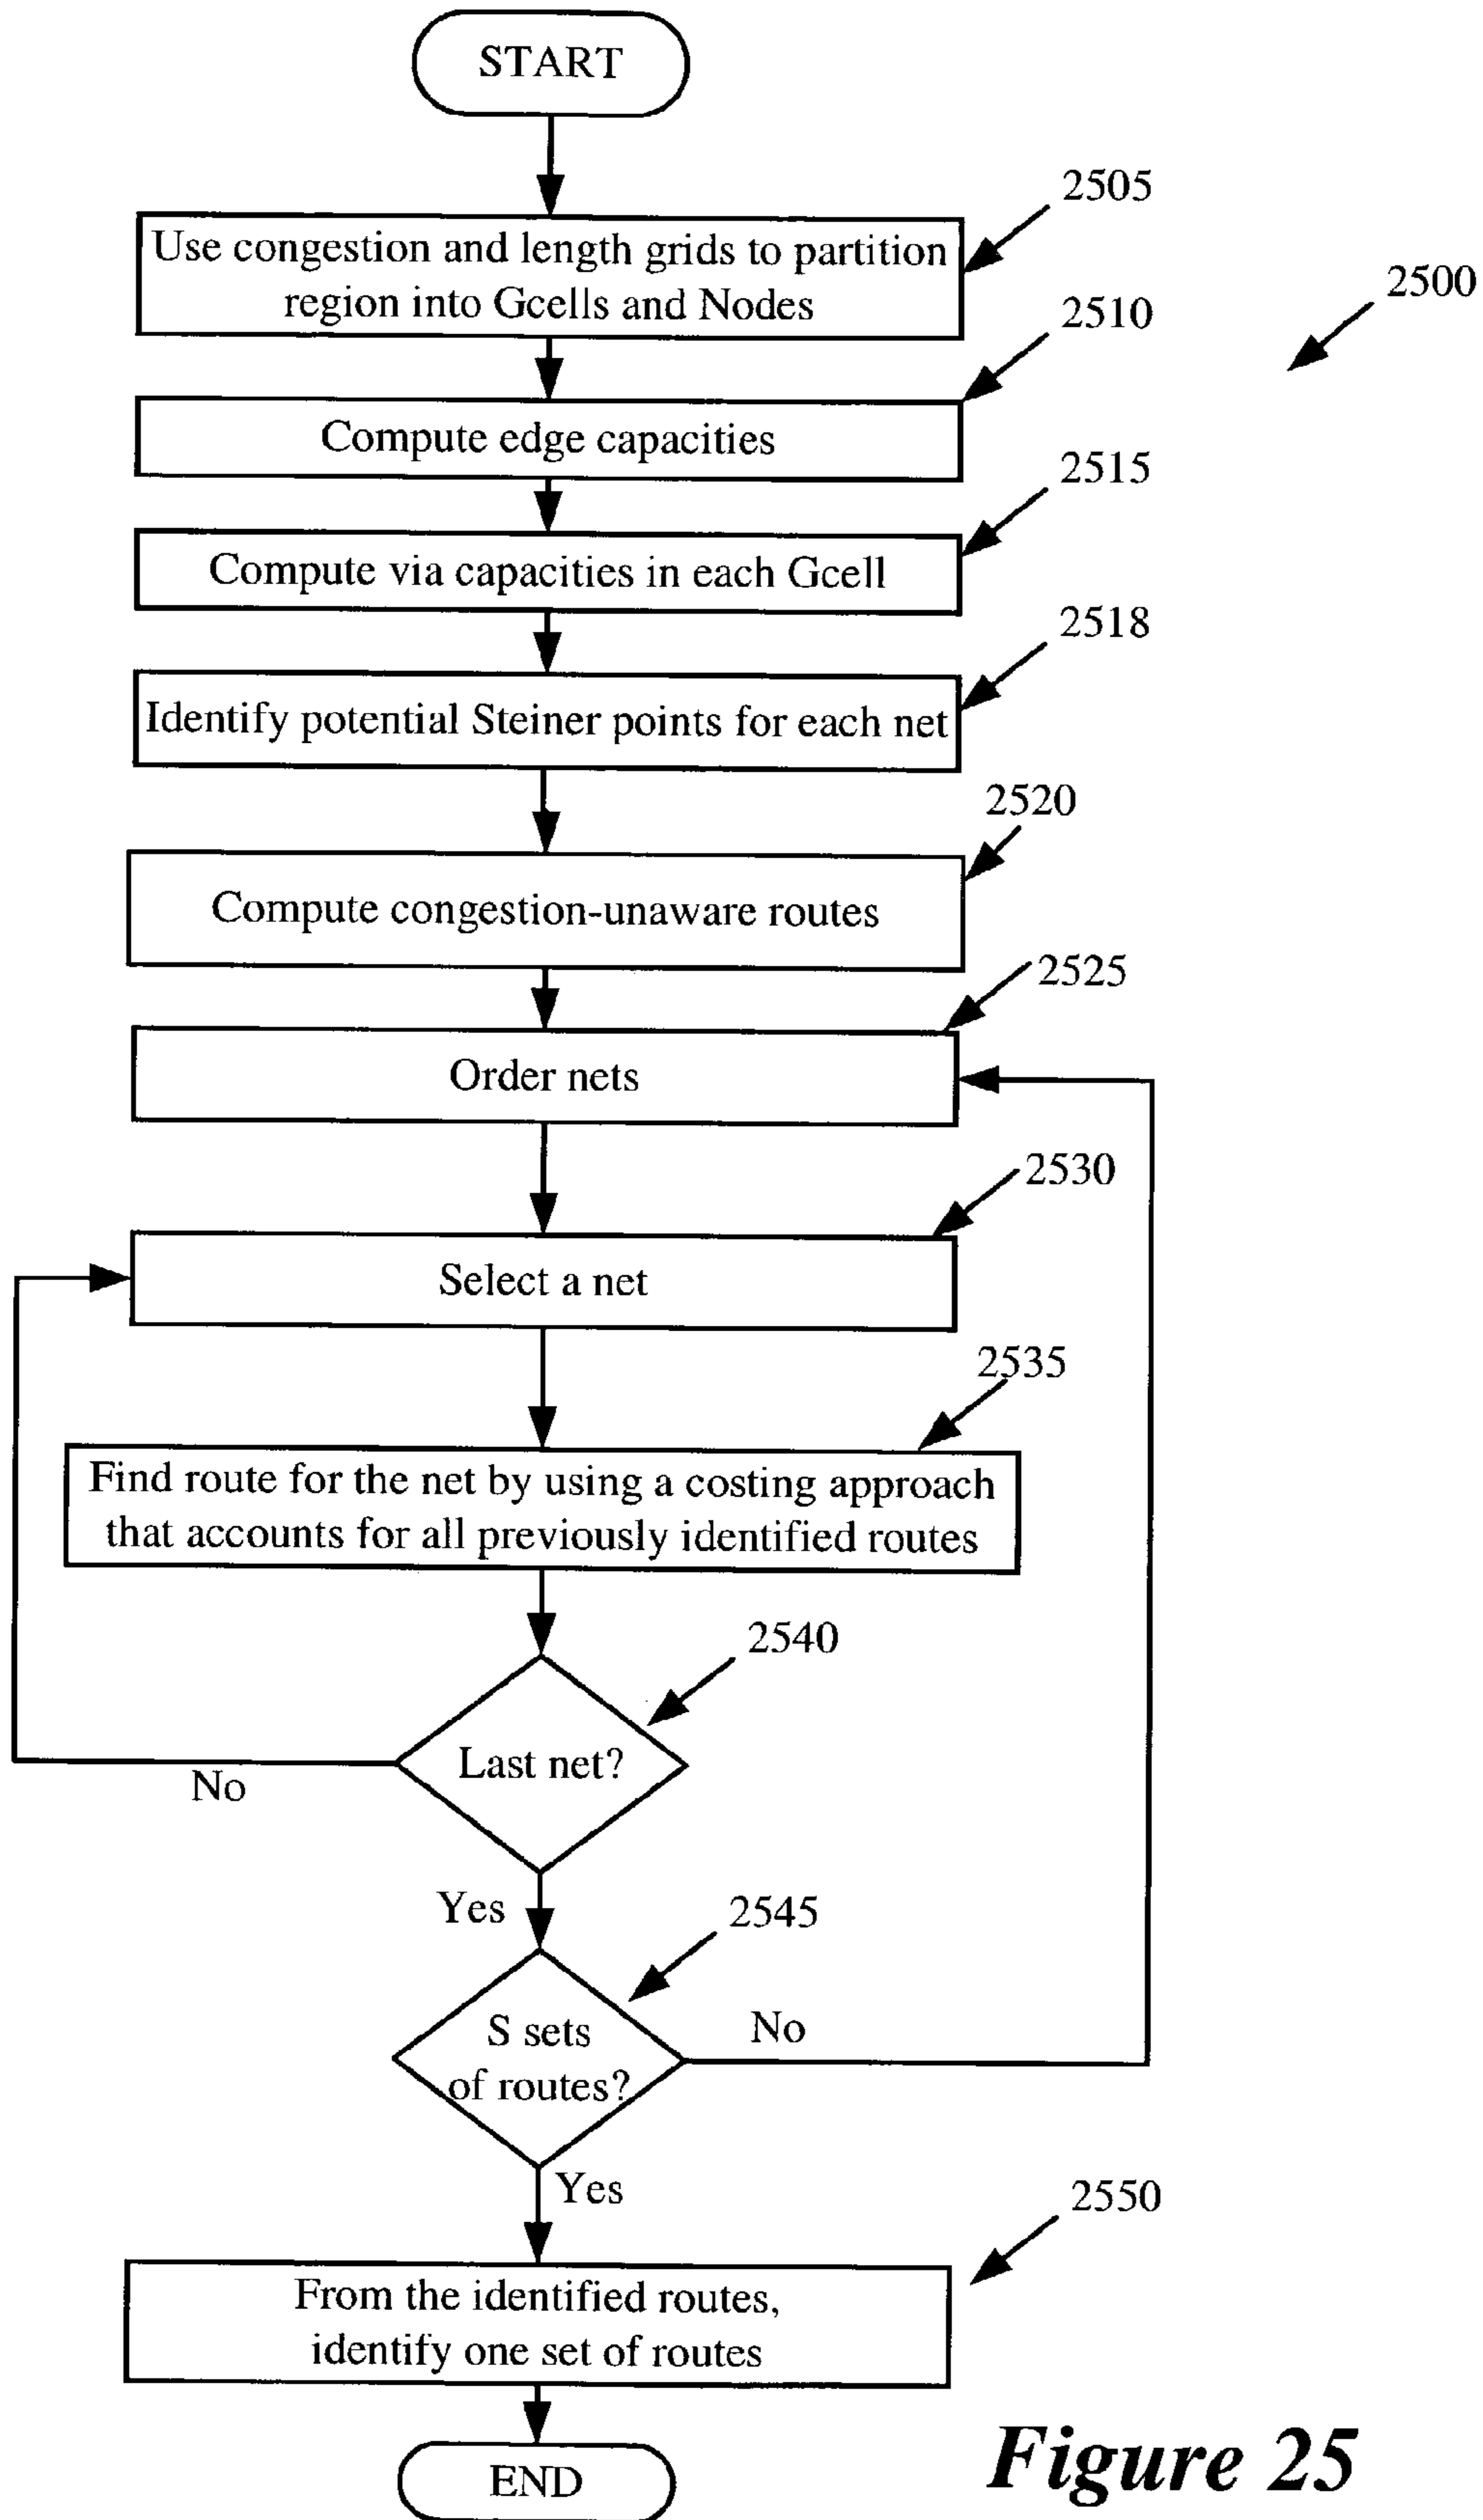 START
2505
Use congestion and length grids to partition
region into Gcells and Nodes
2500
2510
Compute edge capacities
2515
Compute via capacities in each Gcell
2518
Identify potential Steiner points for each net
2520
Compute congestion-unaware routes
2525
Order nets
2530
Select a net
2535
Find route for the net by using a costing approach
that accounts for all previously identified routes
2540
Last net?
No
Yes
2545
S sets
of routes?
No
Yes
2550
From the identified routes,
identify one set of routes
END
Figure 25